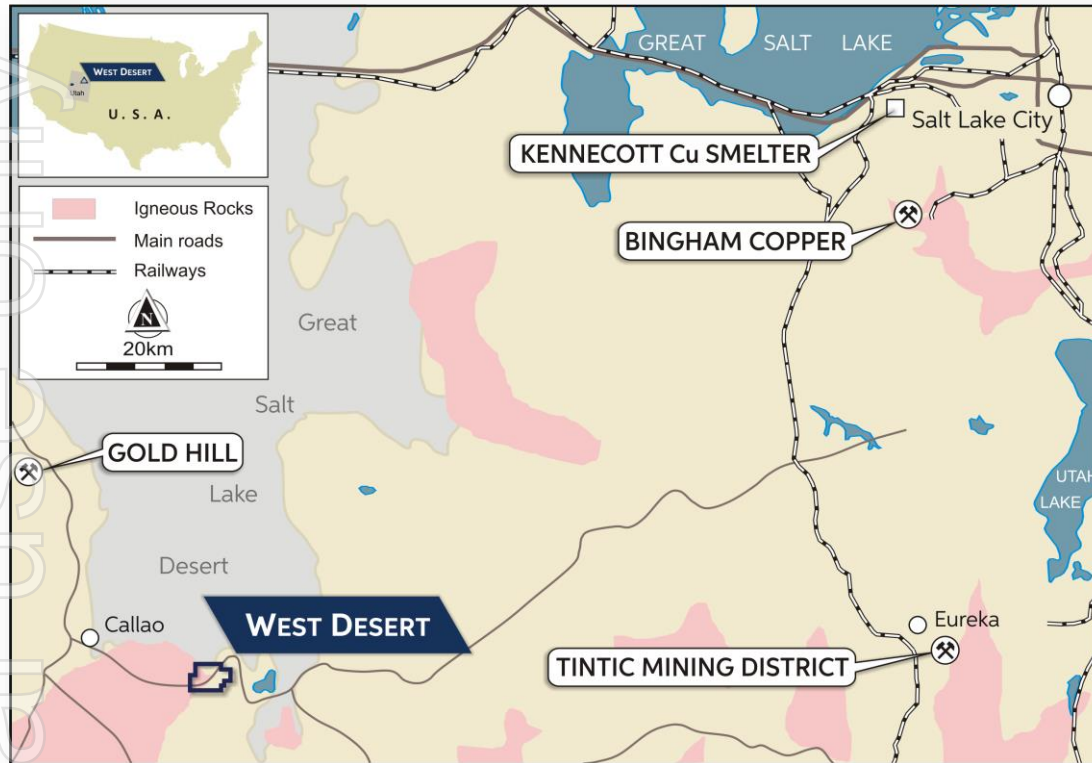 WEST DESERT
Utah
U. S. A.
Igneous Rocks
Main roads
Railways
N
20km
GREAT SALT LAKE
Salt Lake City
KENNECOTT Cu SMELTER
BINGHAM COPPER
Great
Salt
Lake
Desert
GOLD HILL
UTAH
LAKE
Callao
WEST DESERT
Eureka
TINTIC MINING DISTRICT